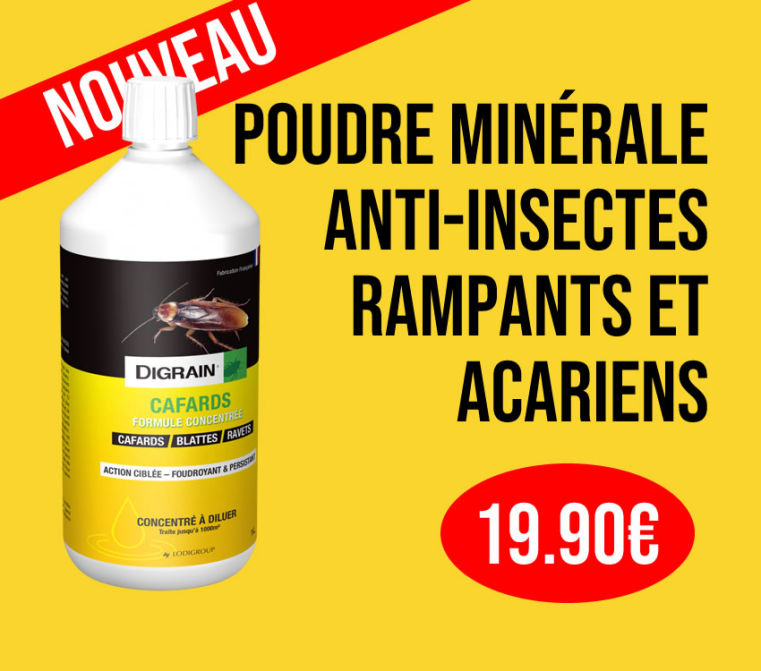 NOUVEAU
POUDRE MINÉRALE
ANTI-INSECTES
RAMPANTS ET
ACARIENS
Fabrication Française
DIGRAIN
CAFARDS
FORMULE CONCENTRÉE
CAFARDS / BLATTES / RAVETS
ACTION CIBLÉE – FOUDROYANT & PERSISTANT
CONCENTRÉ À DILUER
Traite jusqu'à 1000m²
by LODIGROUP
19.90€